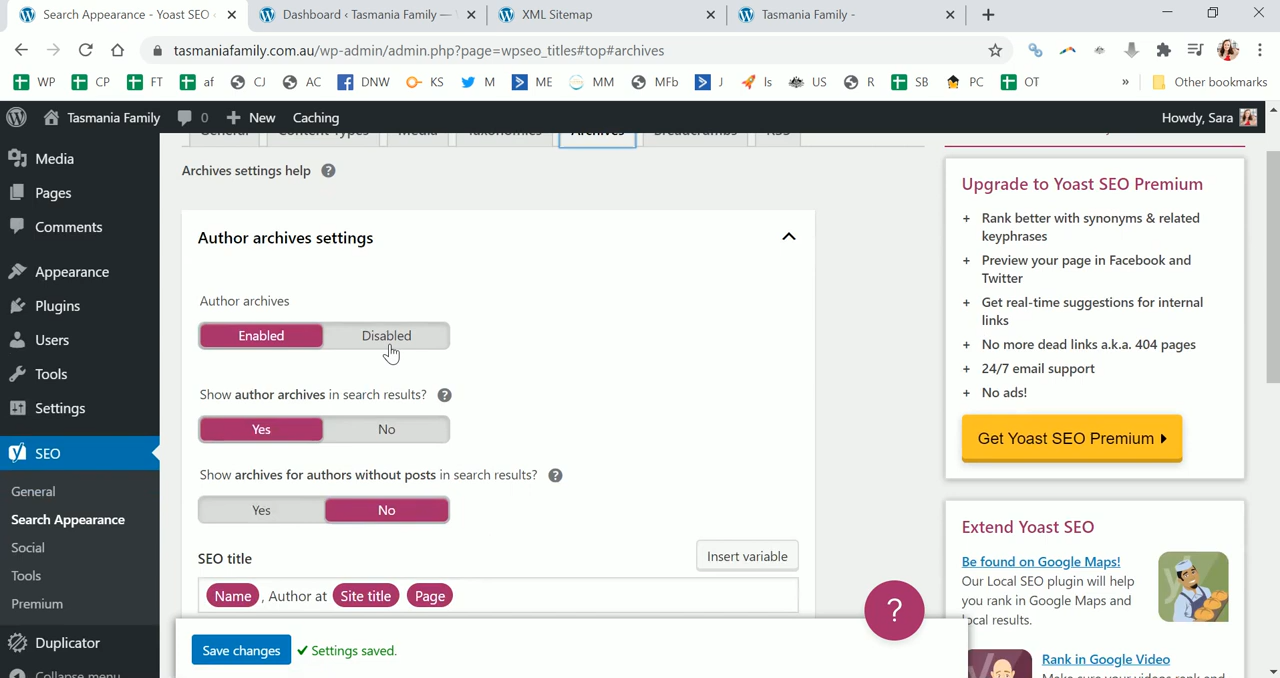 Search Appearance - Yoast SEO
Dashboard ‹ Tasmania Family —
XML Sitemap
Tasmania Family -
tasmaniafamily.com.au/wp-admin/admin.php?page=wpseo_titles#top#archives
WP CP FT af CJ AC DNW KS M ME MM MFb J Is US R SB PC OT » Other bookmarks
Tasmania Family 0 + New Caching Howdy, Sara
General Content Types Media Taxonomies Archives Breadcrumbs RSS
Media
Pages
Comments
Appearance
Plugins
Users
Tools
Settings
SEO
General
Search Appearance
Social
Tools
Premium
Duplicator
Collapse menu
Archives settings help ?
Author archives settings
Author archives
Enabled Disabled
Show author archives in search results? ?
Yes No
Show archives for authors without posts in search results? ?
Yes No
SEO title Insert variable
Name , Author at Site title Page
Save changes ✓ Settings saved.
?
Upgrade to Yoast SEO Premium
+ Rank better with synonyms & related
keyphrases
+ Preview your page in Facebook and
Twitter
+ Get real-time suggestions for internal
links
+ No more dead links a.k.a. 404 pages
+ 24/7 email support
+ No ads!
Get Yoast SEO Premium
Extend Yoast SEO
Be found on Google Maps!
Our Local SEO plugin will help
you rank in Google Maps and
local results.
Rank in Google Video